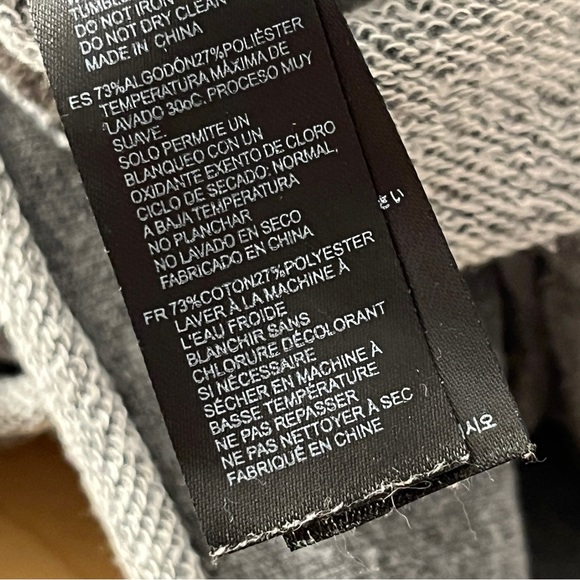 DO NOT IRON
DO NOT DRY CLEAN
MADE IN CHINA
ES 73%ALGODÓN27%POLIÉSTER
TEMPERATURA MÁXIMA DE
LAVADO 30oC. PROCESO MUY
SUAVE.
SOLO PERMITE UN
BLANQUEO CON UN
OXIDANTE EXENTO DE CLORO
CICLO DE SECADO: NORMAL,
A BAJA TEMPERATURA
NO PLANCHAR
NO LAVADO EN SECO
FABRICADO EN CHINA
FR 73%COTON27%POLYESTER
LAVER À LA MACHINE À
L'EAU FROIDE
BLANCHIR SANS
CHLORURE DÉCOLORANT
SI NÉCESSAIRE
SÉCHER EN MACHINE À
BASSE TEMPÉRATURE
NE PAS REPASSER
NE PAS NETTOYER À SEC
FABRIQUÉ EN CHINE
さい
시오